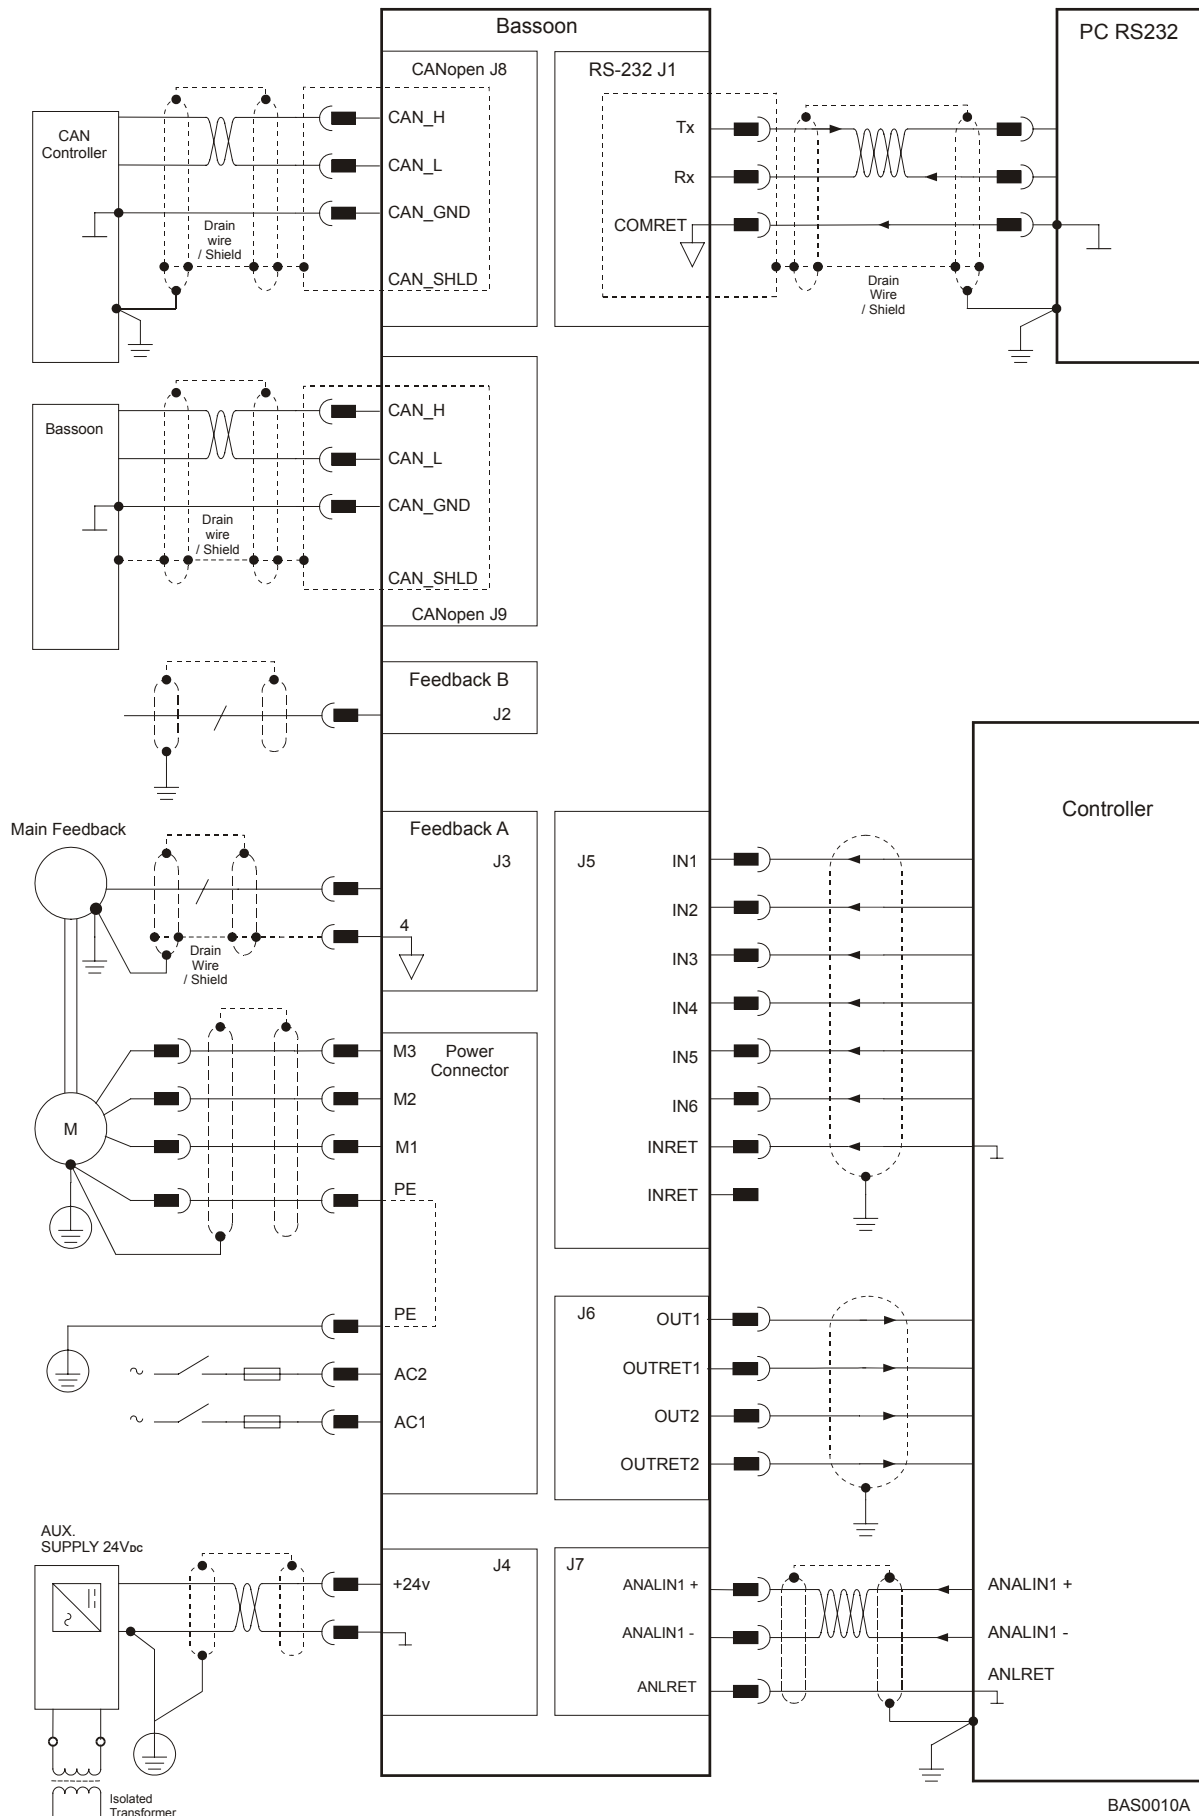 Bassoon
PC RS232
CANopen J8
RS-232 J1
CAN
Controller
CAN_H
CAN_L
CAN_GND
CAN_SHLD
Drain
wire
/ Shield
Tx
Rx
COMRET
Drain
Wire
/ Shield
Bassoon
CAN_H
CAN_L
CAN_GND
CAN_SHLD
Drain
wire
/ Shield
CANopen J9
Feedback B
J2
Main Feedback
Feedback A
J3
4
Drain
Wire
/ Shield
M3
Power
Connector
M2
M1
PE
M
PE
~
AC2
~
AC1
AUX.
SUPPLY 24VDC
~
J4
+24v
Isolated
Transformer
Controller
J5
IN1
IN2
IN3
IN4
IN5
IN6
INRET
INRET
J6
OUT1
OUTRET1
OUT2
OUTRET2
J7
ANALIN1 +
ANALIN1 -
ANLRET
ANALIN1 +
ANALIN1 -
ANLRET
BAS0010A